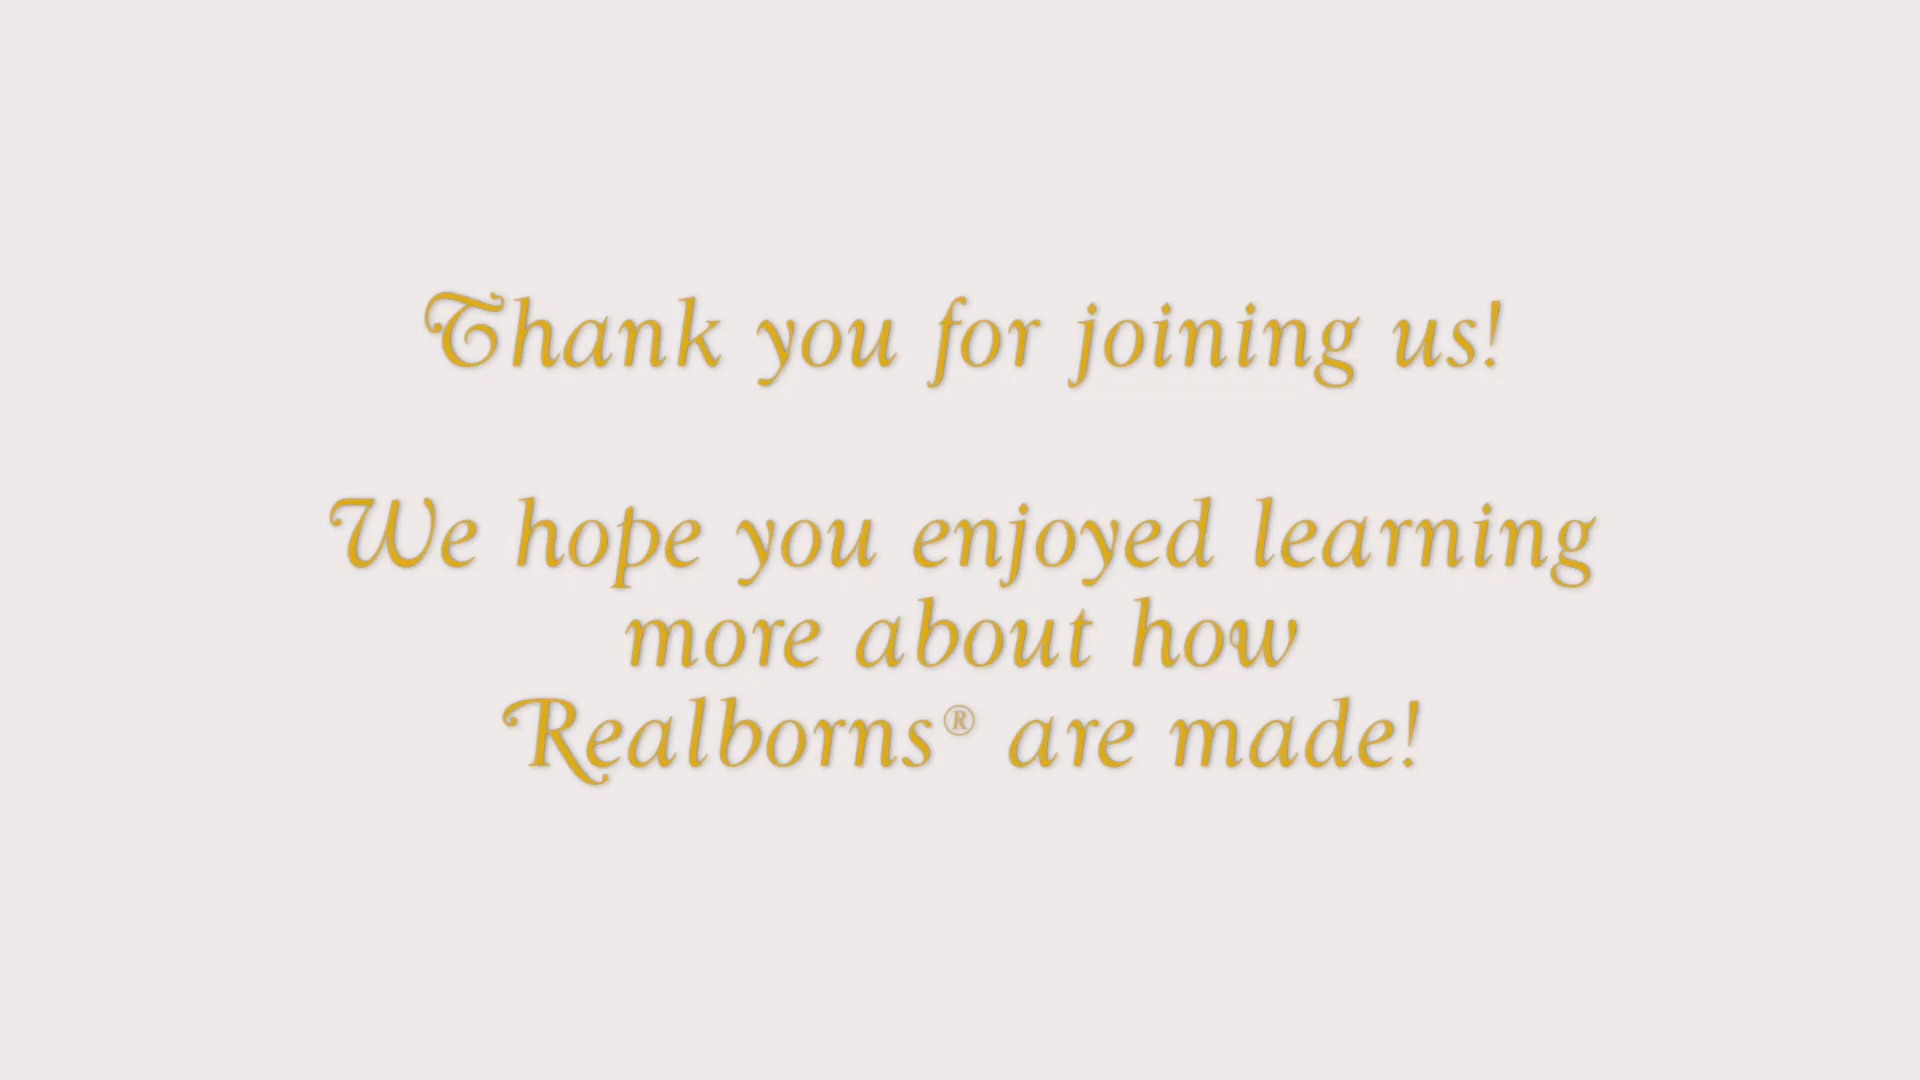 Thank you for joining us!
We hope you enjoyed learning
more about how
Realborns® are made!